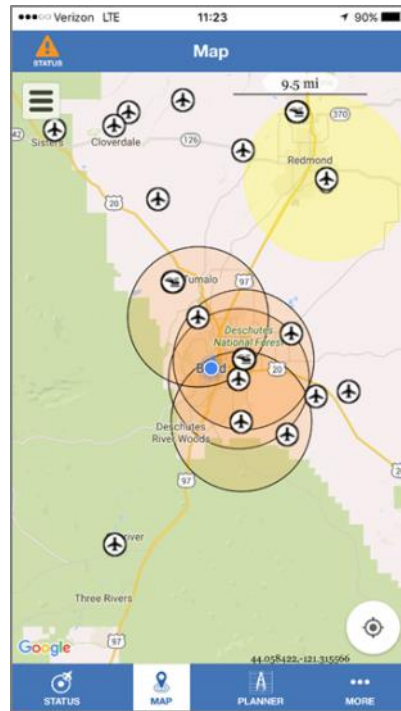 Verizon LTE 11:23 90%
STATUS Map
9.5 mi
370
42
Sisters Cloverdale
126
Redmond
20
Tumalo 97
Deschutes
National Forest
20
Deschutes
River Woods
97
Three Rivers
97
Google 44.058422,-121.315566
STATUS MAP PLANNER MORE